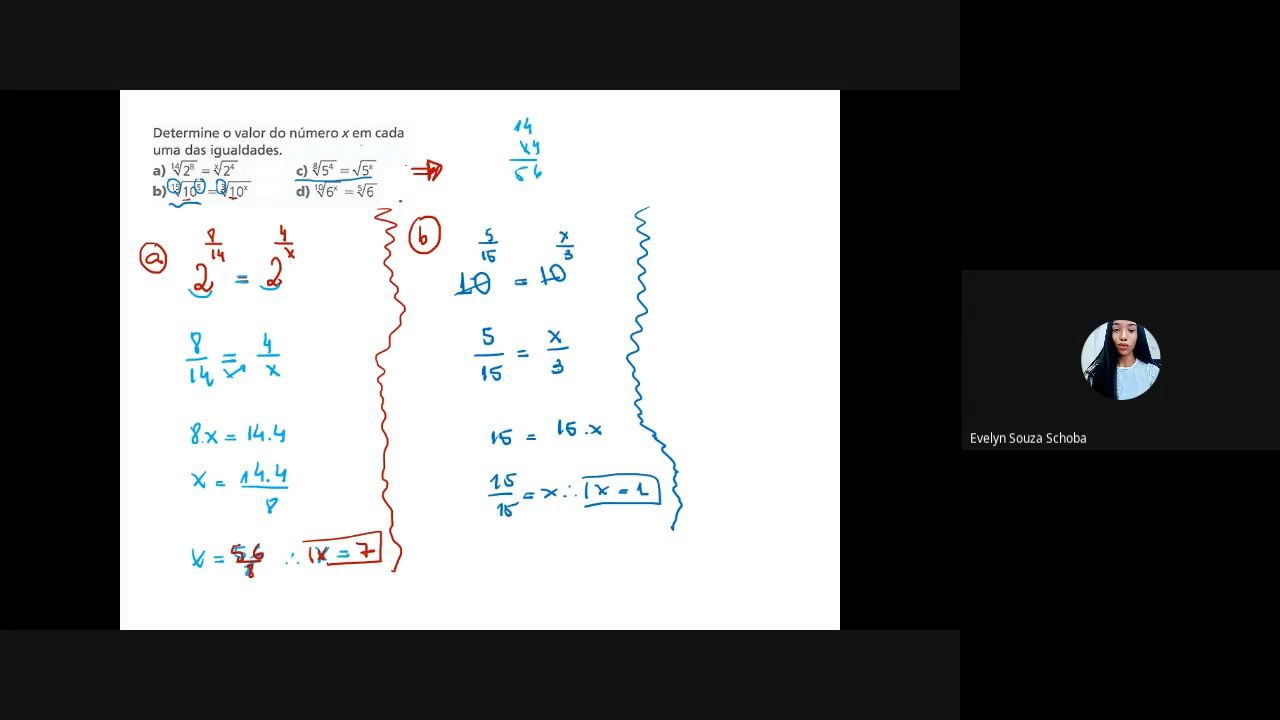 Determine o valor do número x em cada
uma das igualdades.
a) ¹⁴√2⁸ = ˣ√2⁴
c) ⁸√5⁴ = √5ˣ
b) ¹⁵√10⁵ = ³√10ˣ
d) ¹⁰√6ˣ = ⁵√6
14
x4
56
a
2^(8/14) = 2^(4/x)
8/14 = 4/x
8.x = 14.4
x = 14.4/8
x = 56/8 ∴ x = 7
b
10^(5/15) = 10^(x/3)
5/15 = x/3
15 = 15.x
15/15 = x ∴ x = 1
Evelyn Souza Schoba